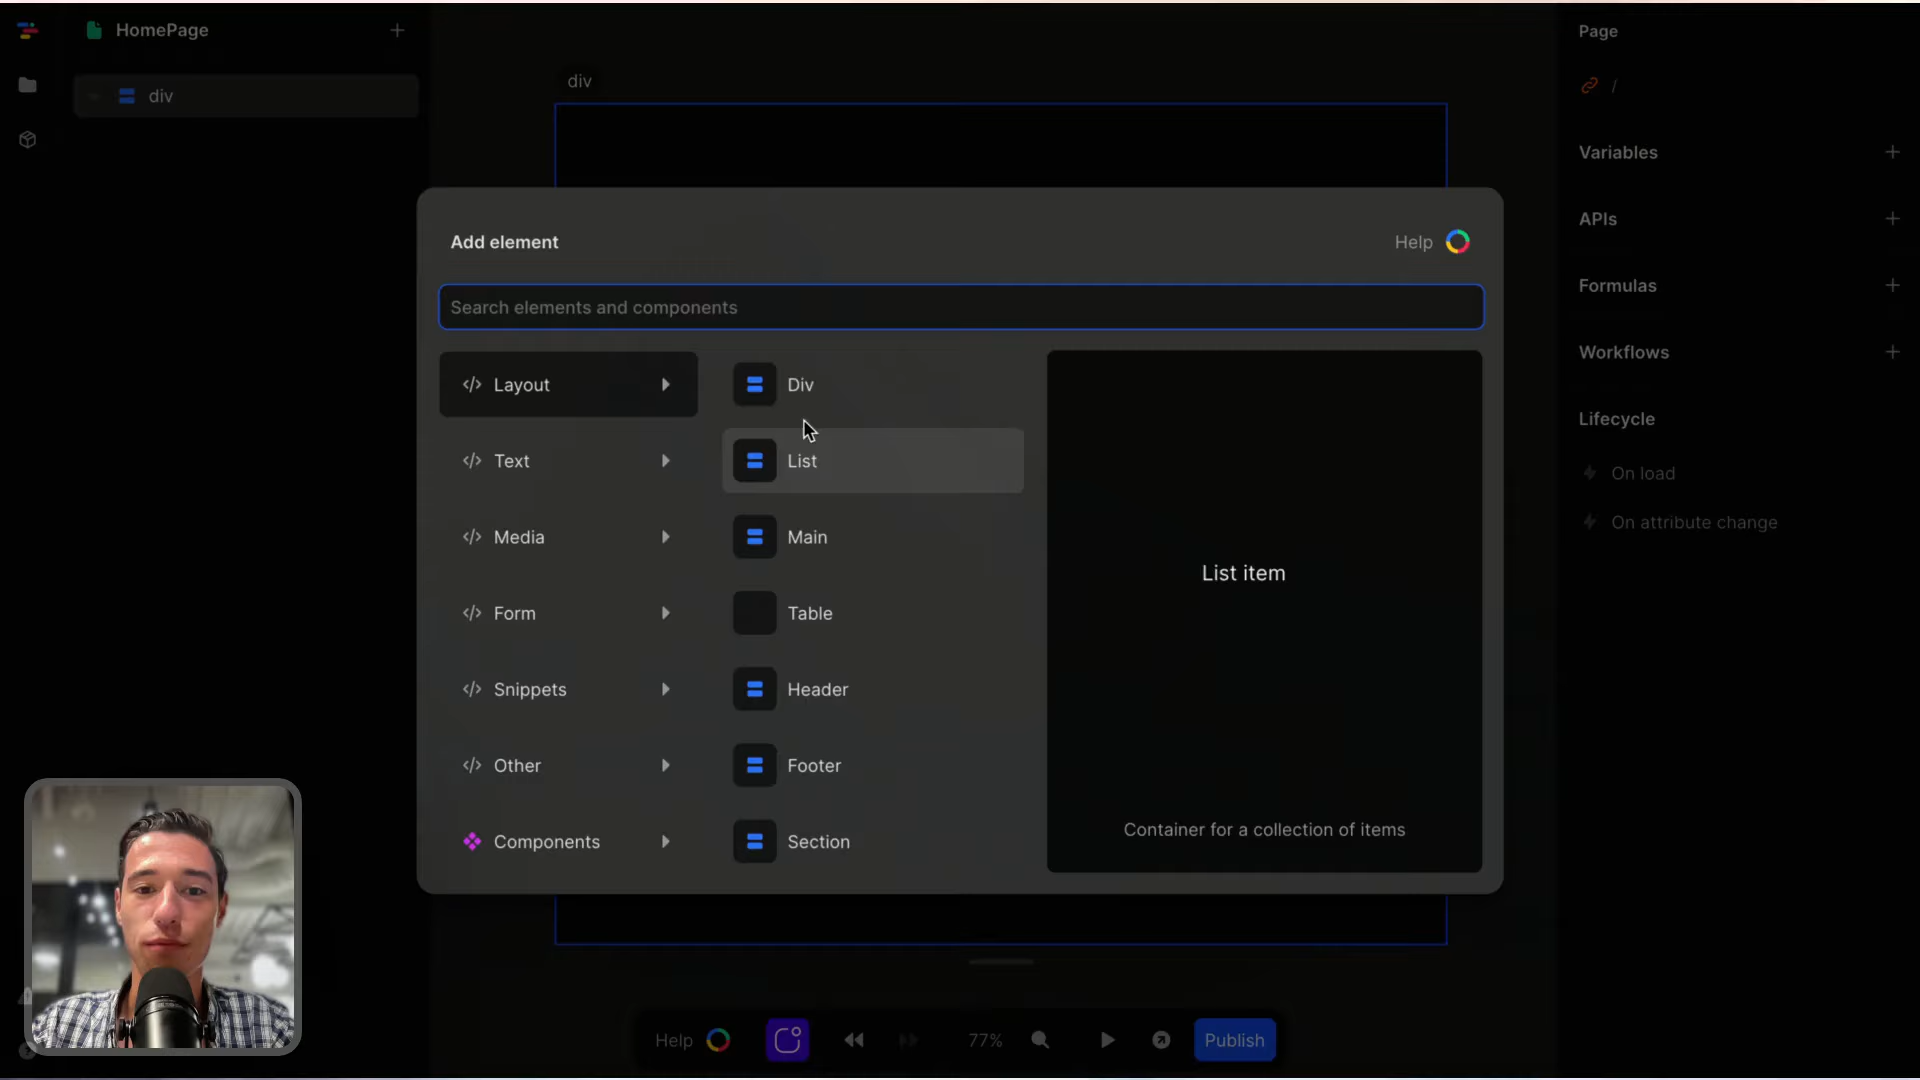 HomePage
div
div
Page
/
Variables
APIs
Formulas
Workflows
Lifecycle
On load
On attribute change
Add element
Help
Search elements and components
Layout
Text
Media
Form
Snippets
Other
Components
Div
List
Main
Table
Header
Footer
Section
List item
Container for a collection of items
Help
77%
Publish